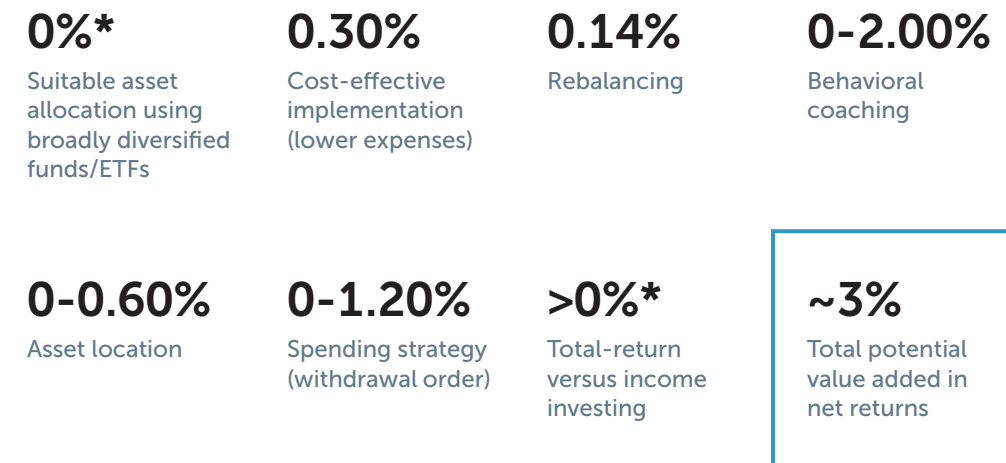 0%*
Suitable asset
allocation using
broadly diversified
funds/ETFs
0.30%
Cost-effective
implementation
(lower expenses)
0.14%
Rebalancing
0-2.00%
Behavioral
coaching
0-0.60%
Asset location
0-1.20%
Spending strategy
(withdrawal order)
>0%*
Total-return
versus income
investing
~3%
Total potential
value added in
net returns